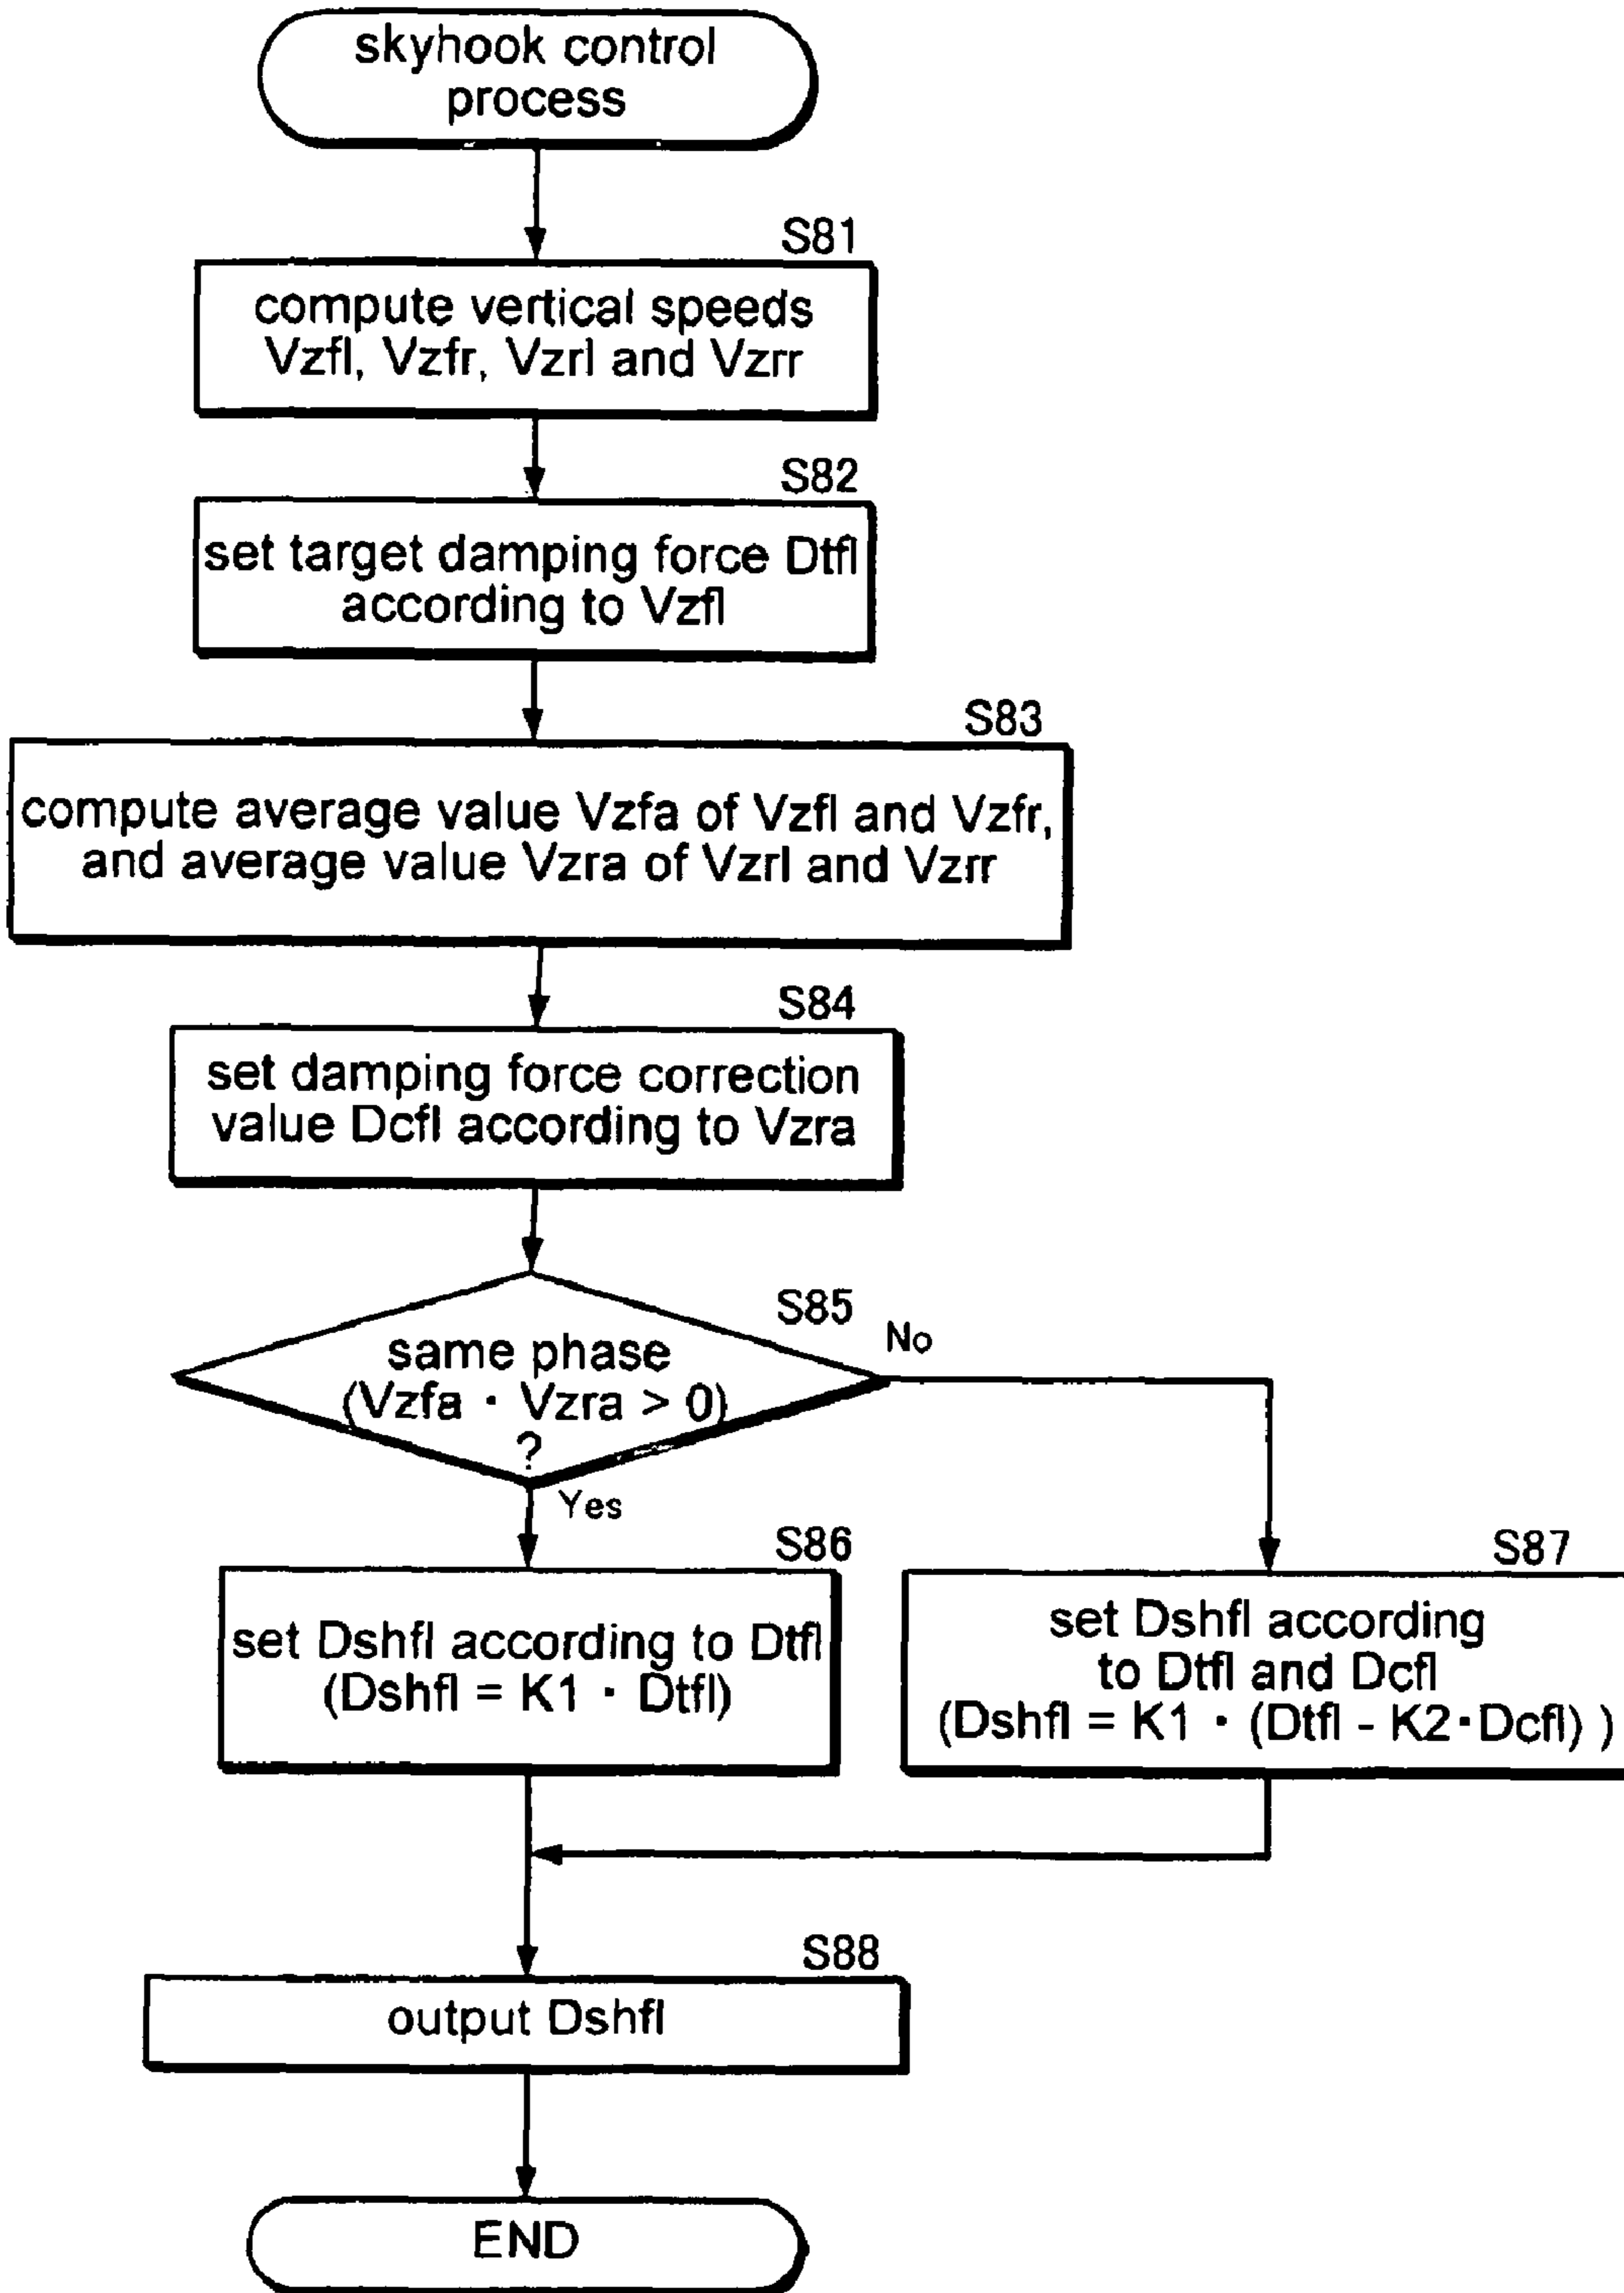 skyhook control
process
S81
compute vertical speeds
Vzfl, Vzfr, Vzrl and Vzrr
S82
set target damping force Dtfl
according to Vzfl
S83
compute average value Vzfa of Vzfl and Vzfr,
and average value Vzra of Vzrl and Vzrr
S84
set damping force correction
value Dcfl according to Vzra
S85
same phase
(Vzfa · Vzra > 0)
?
No
Yes
S86
set Dshfl according to Dtfl
(Dshfl = K1 · Dtfl)
S87
set Dshfl according
to Dtfl and Dcfl
(Dshfl = K1 · (Dtfl - K2·Dcfl) )
S88
output Dshfl
END